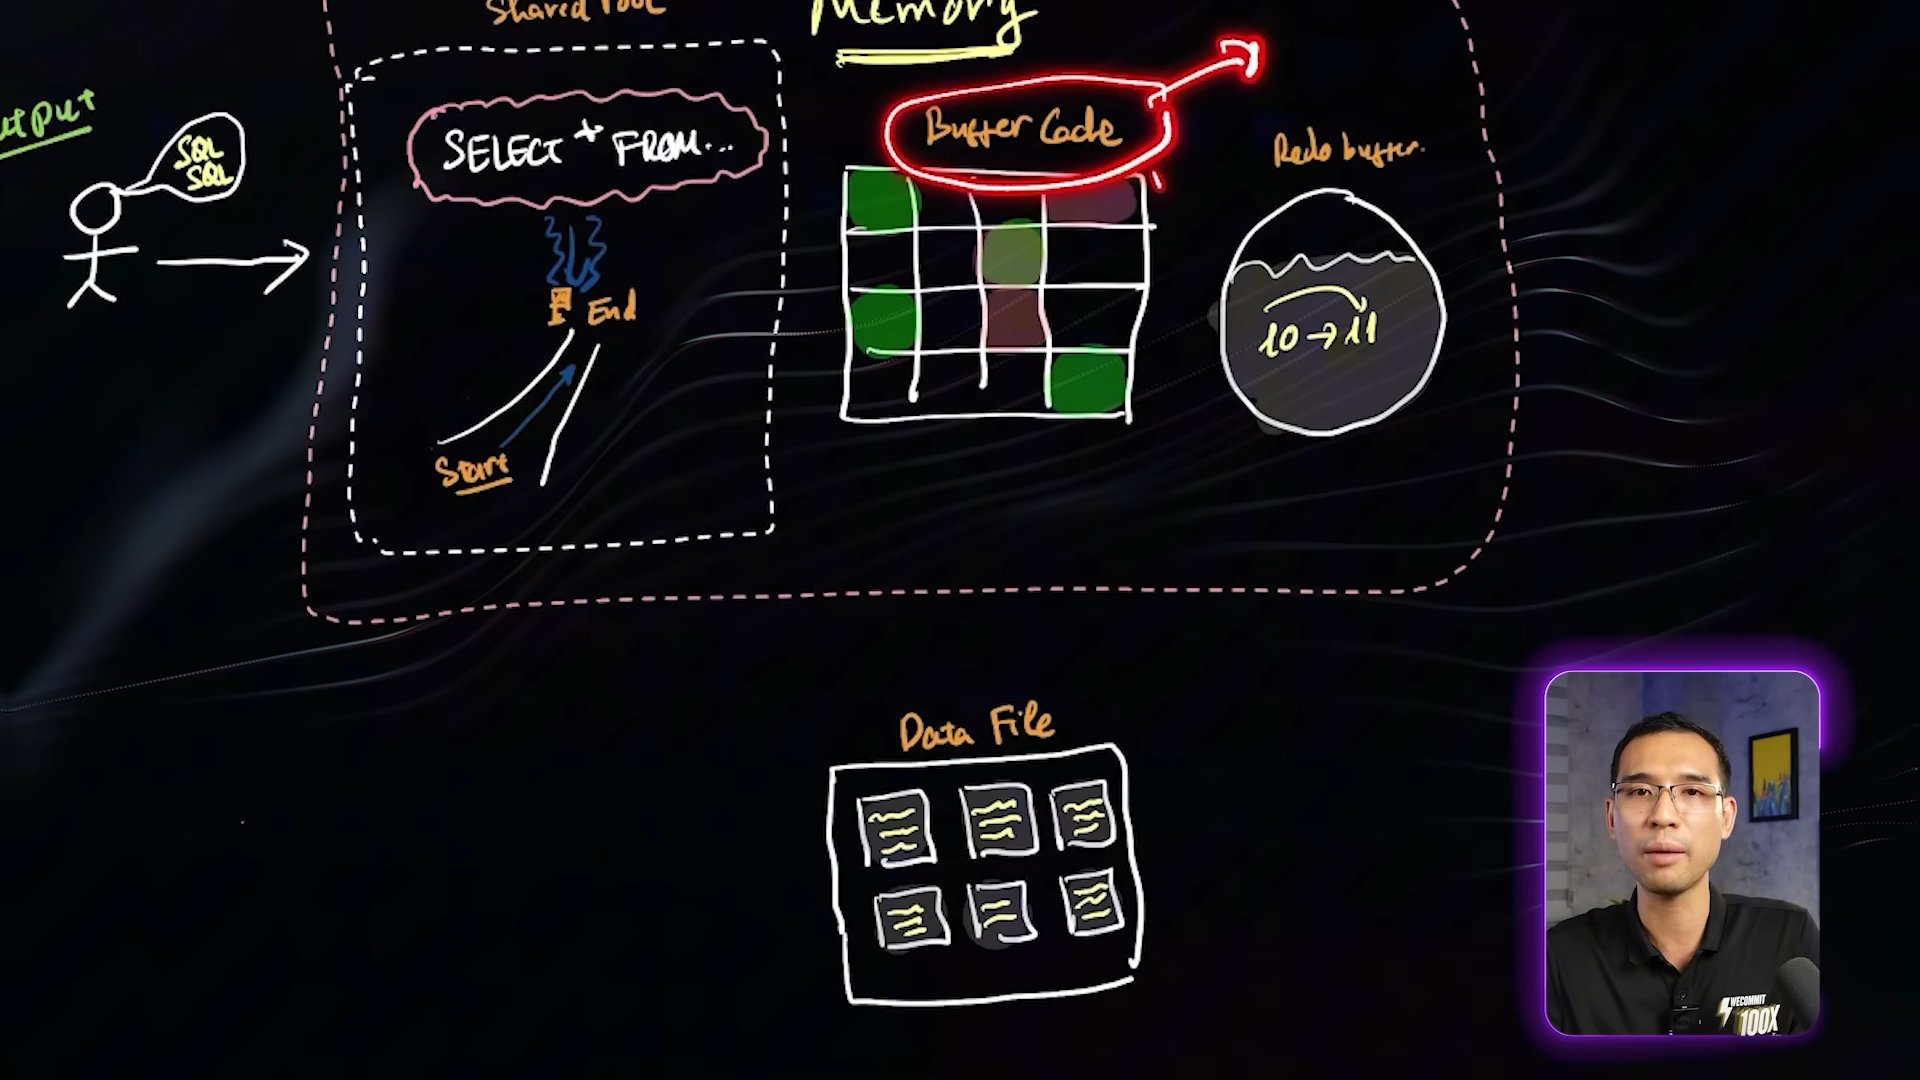 Shared Pool
Memory
utput
SQL
SQL
SELECT * FROM...
Buffer Cache
Redo buffer.
End
10→11
Start
Data File
WECOMMIT
100X